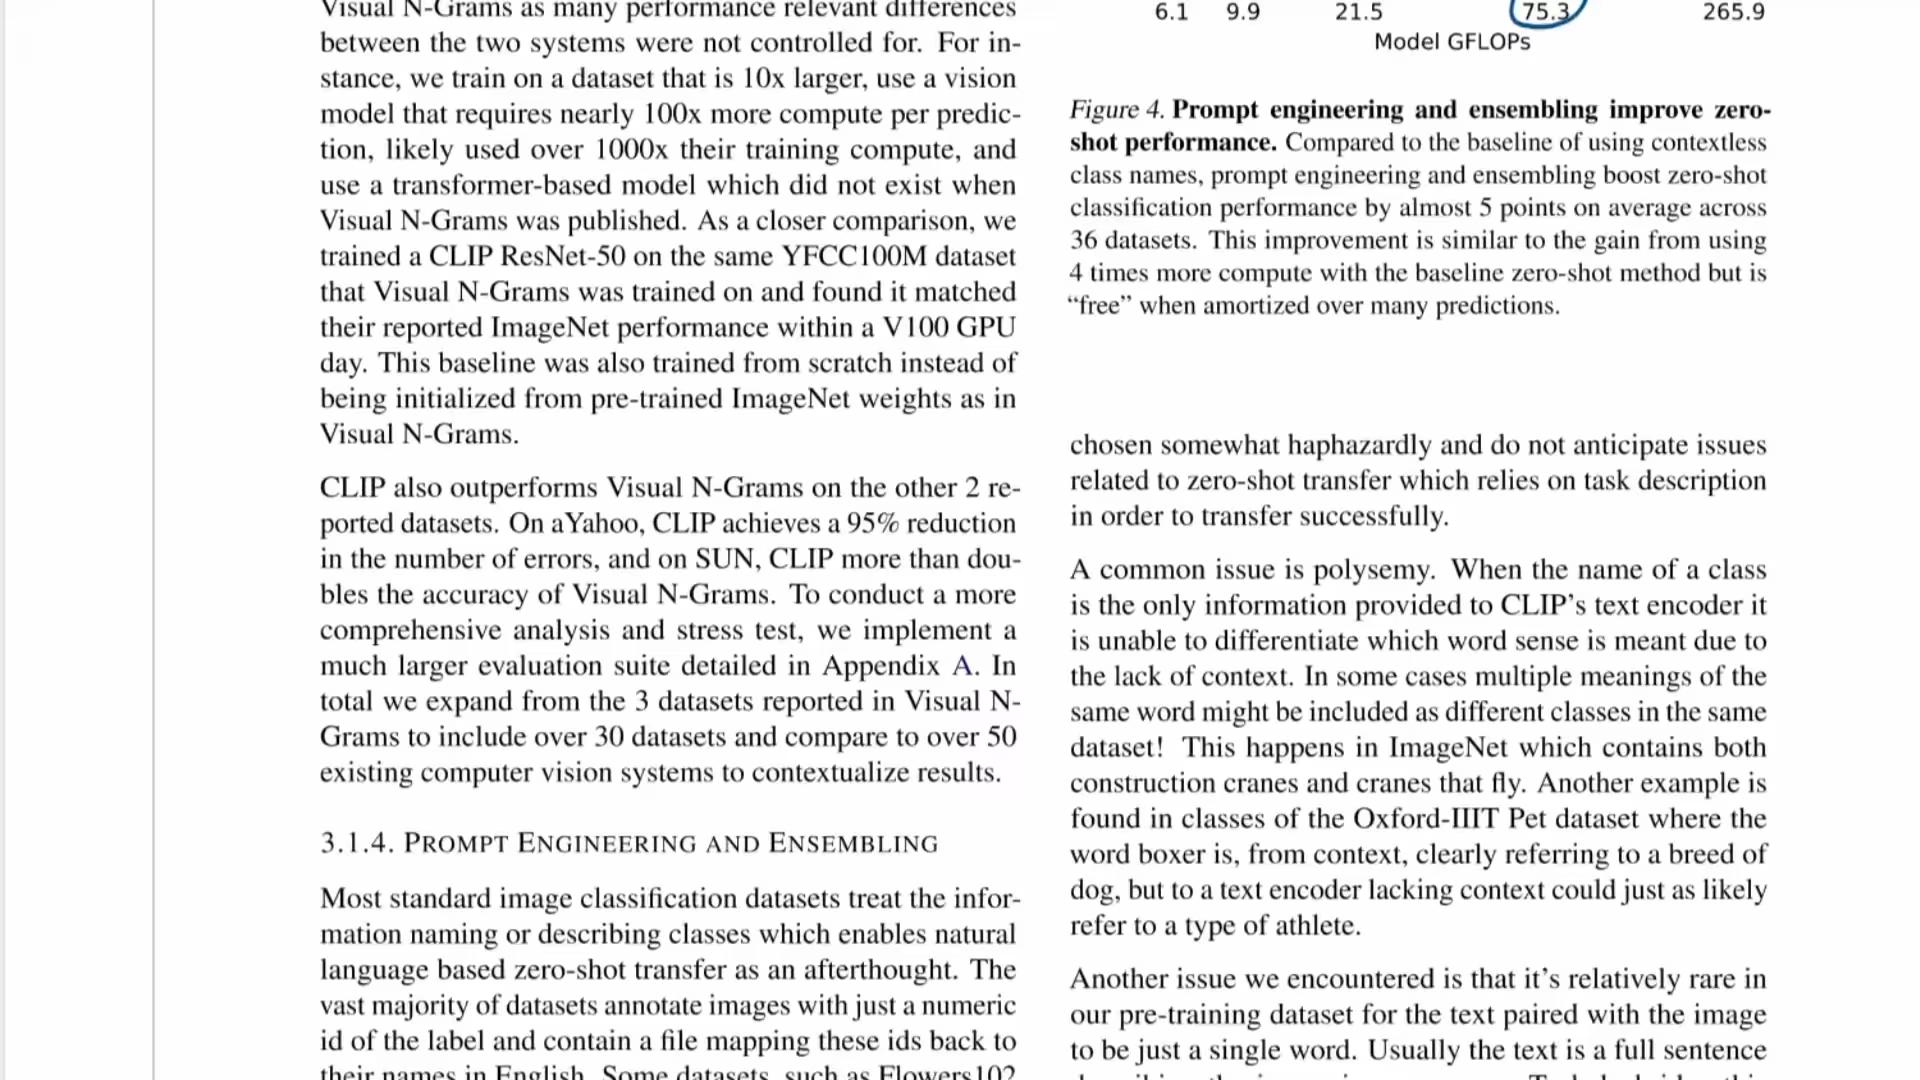 Visual N-Grams as many performance relevant differences
between the two systems were not controlled for. For in-
stance, we train on a dataset that is 10x larger, use a vision
model that requires nearly 100x more compute per predic-
tion, likely used over 1000x their training compute, and
use a transformer-based model which did not exist when
Visual N-Grams was published. As a closer comparison, we
trained a CLIP ResNet-50 on the same YFCC100M dataset
that Visual N-Grams was trained on and found it matched
their reported ImageNet performance within a V100 GPU
day. This baseline was also trained from scratch instead of
being initialized from pre-trained ImageNet weights as in
Visual N-Grams.
CLIP also outperforms Visual N-Grams on the other 2 re-
ported datasets. On aYahoo, CLIP achieves a 95% reduction
in the number of errors, and on SUN, CLIP more than dou-
bles the accuracy of Visual N-Grams. To conduct a more
comprehensive analysis and stress test, we implement a
much larger evaluation suite detailed in Appendix A. In
total we expand from the 3 datasets reported in Visual N-
Grams to include over 30 datasets and compare to over 50
existing computer vision systems to contextualize results.
3.1.4. PROMPT ENGINEERING AND ENSEMBLING
Most standard image classification datasets treat the infor-
mation naming or describing classes which enables natural
language based zero-shot transfer as an afterthought. The
vast majority of datasets annotate images with just a numeric
id of the label and contain a file mapping these ids back to
their names in English. Some datasets, such as Flowers102
6.1 9.9 21.5 75.3 265.9
Model GFLOPs
Figure 4. Prompt engineering and ensembling improve zero-
shot performance. Compared to the baseline of using contextless
class names, prompt engineering and ensembling boost zero-shot
classification performance by almost 5 points on average across
36 datasets. This improvement is similar to the gain from using
4 times more compute with the baseline zero-shot method but is
“free” when amortized over many predictions.
chosen somewhat haphazardly and do not anticipate issues
related to zero-shot transfer which relies on task description
in order to transfer successfully.
A common issue is polysemy. When the name of a class
is the only information provided to CLIP’s text encoder it
is unable to differentiate which word sense is meant due to
the lack of context. In some cases multiple meanings of the
same word might be included as different classes in the same
dataset! This happens in ImageNet which contains both
construction cranes and cranes that fly. Another example is
found in classes of the Oxford-IIIT Pet dataset where the
word boxer is, from context, clearly referring to a breed of
dog, but to a text encoder lacking context could just as likely
refer to a type of athlete.
Another issue we encountered is that it’s relatively rare in
our pre-training dataset for the text paired with the image
to be just a single word. Usually the text is a full sentence